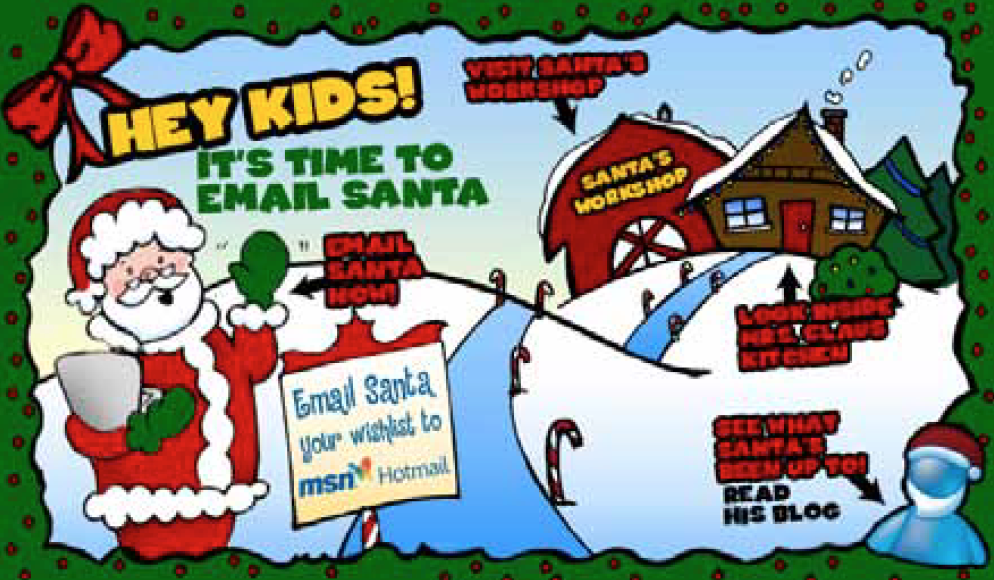 HEY KIDS!
IT'S TIME TO
EMAIL SANTA
VISIT SANTA'S
WORKSHOP
SANTA'S
WORKSHOP
" "
EMAIL
SANTA
NOW!
LOOK INSIDE
MRS. CLAUS
KITCHEN
Email Santa
your wishlist to
msn Hotmail
SEE WHAT
SANTA'S
BEEN UP TO!
READ
HIS BLOG